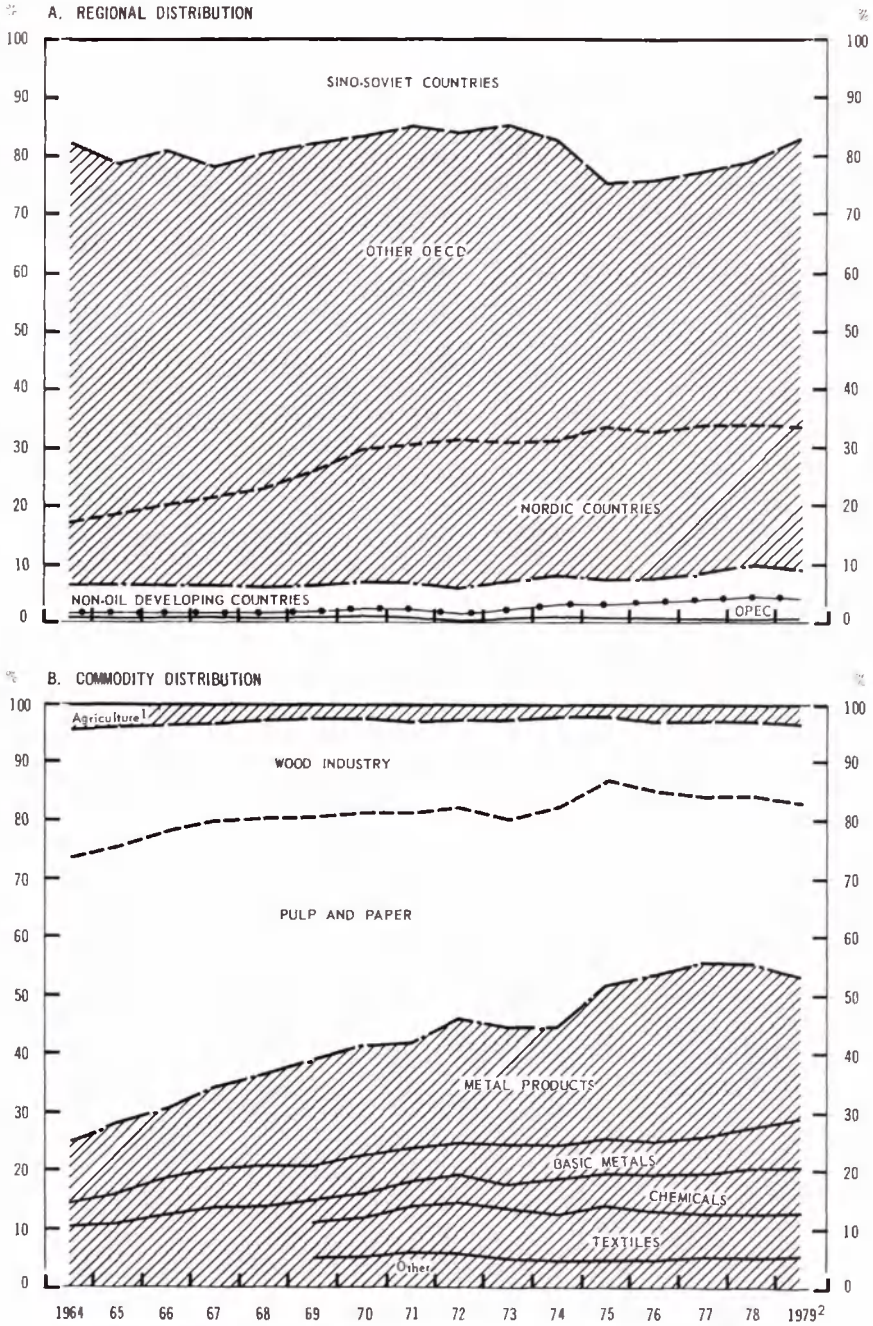 A. REGIONAL DISTRIBUTION
% %
100 100
SINO-SOVIET COUNTRIES
90 90
80 80
70 70
OTHER OECD
60 60
50 50
40 40
30 30
20 NORDIC COUNTRIES 20
10 10
NON-OIL DEVELOPING COUNTRIES
OPEC
0 0
B. COMMODITY DISTRIBUTION
% %
100 100
Agriculture1
90 WOOD INDUSTRY 90
80 80
70 70
PULP AND PAPER
60 60
50 50
40 40
METAL PRODUCTS
30 30
BASIC METALS
20 20
CHEMICALS
10 10
TEXTILES
Other
0 0
1964 65 66 67 68 69 70 71 72 73 74 75 76 77 78 1979²